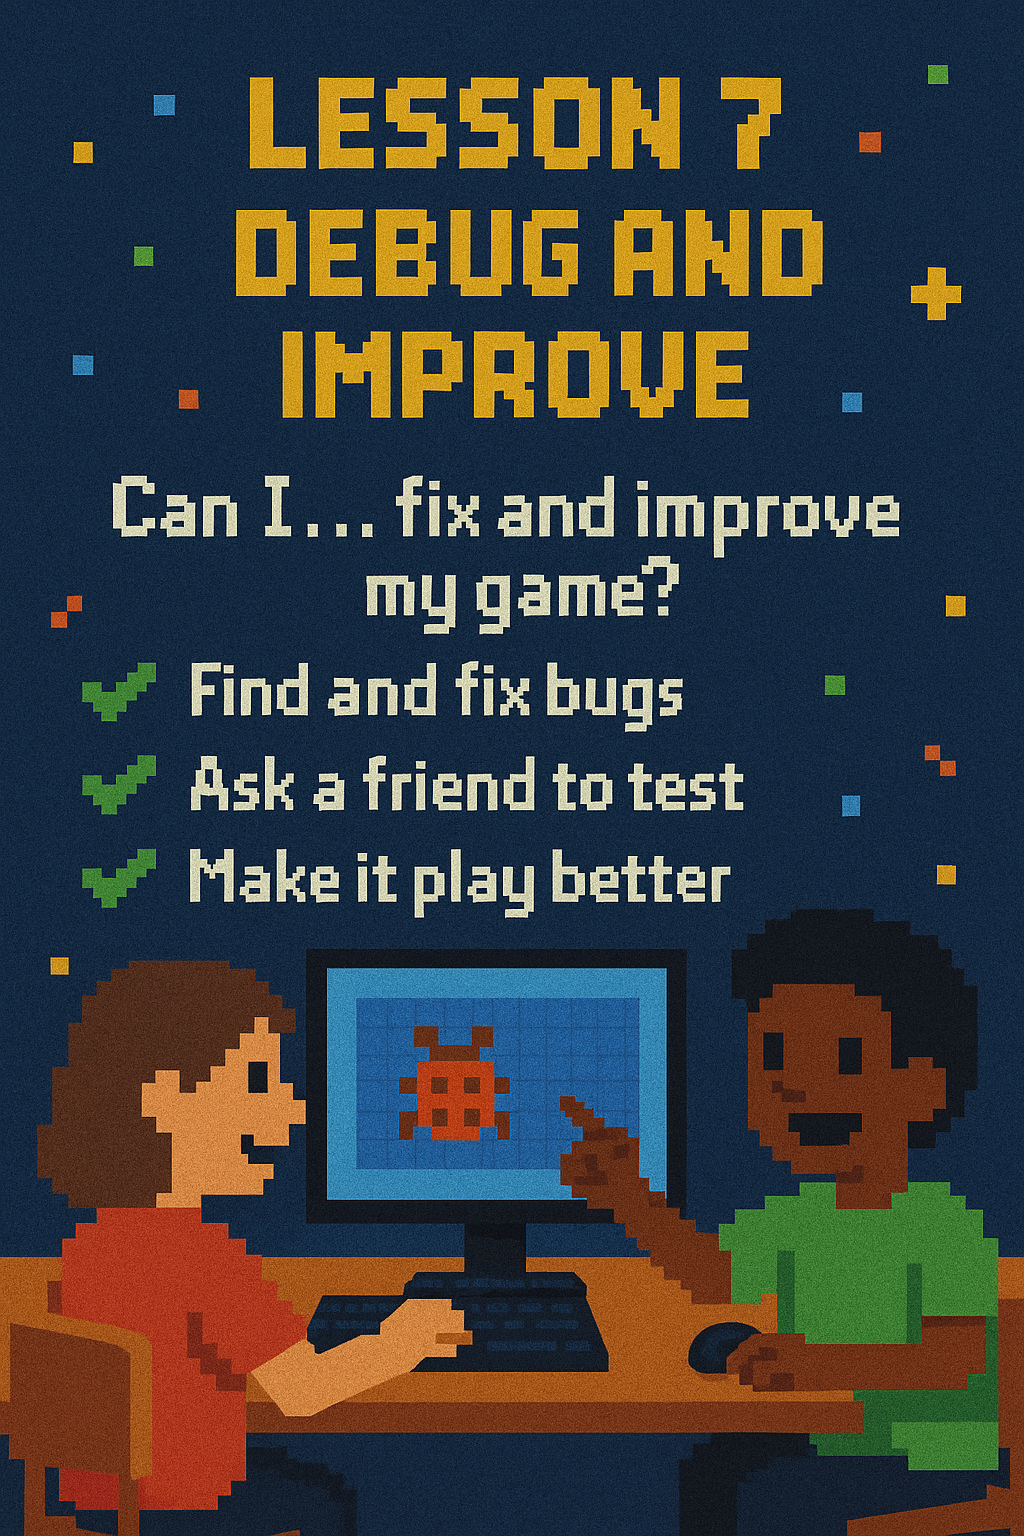 LESSON 7
DEBUG AND
IMPROVE
Can I... fix and improve
my game?
Find and fix bugs
Ask a friend to test
Make it play better